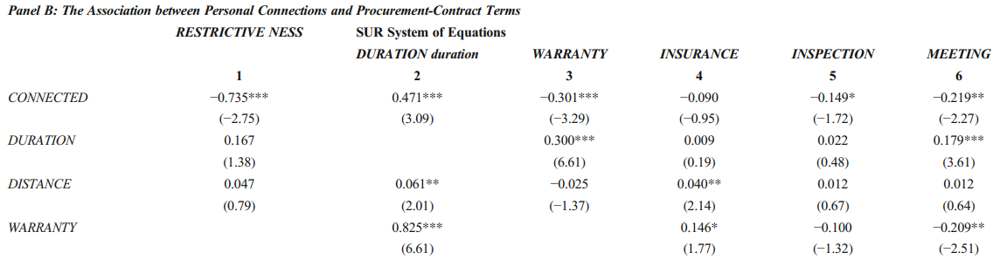 Panel B: The Association between Personal Connections and Procurement-Contract Terms
RESTRICTIVE NESS SUR System of Equations
DURATION duration WARRANTY INSURANCE INSPECTION MEETING
1 2 3 4 5 6
CONNECTED −0.735*** 0.471*** −0.301*** −0.090 −0.149* −0.219**
(−2.75) (3.09) (−3.29) (−0.95) (−1.72) (−2.27)
DURATION 0.167 0.300*** 0.009 0.022 0.179***
(1.38) (6.61) (0.19) (0.48) (3.61)
DISTANCE 0.047 0.061** −0.025 0.040** 0.012 0.012
(0.79) (2.01) (−1.37) (2.14) (0.67) (0.64)
WARRANTY 0.825*** 0.146* −0.100 −0.209**
(6.61) (1.77) (−1.32) (−2.51)